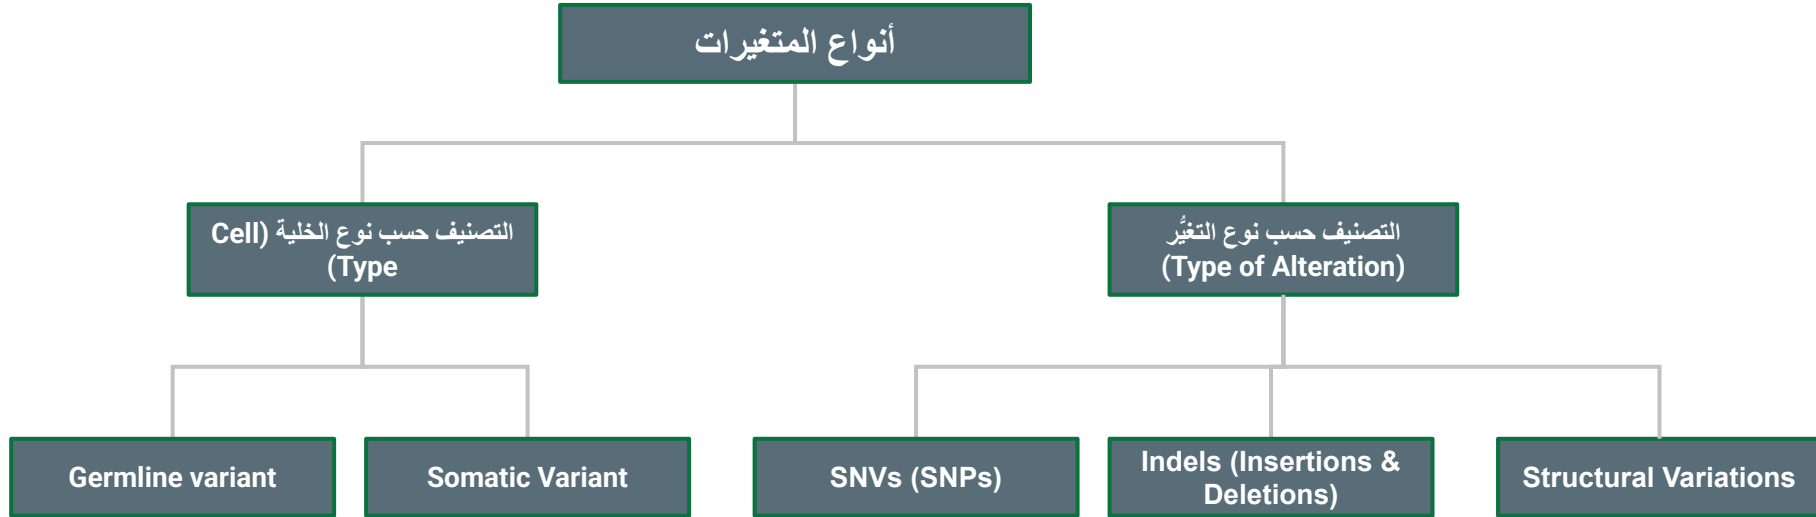 أنواع المتغيرات
التصنيف حسب نوع الخلية (Cell
Type)
التصنيف حسب نوع التغيُّر
(Type of Alteration)
Germline variant
Somatic Variant
SNVs (SNPs)
Indels (Insertions &
Deletions)
Structural Variations